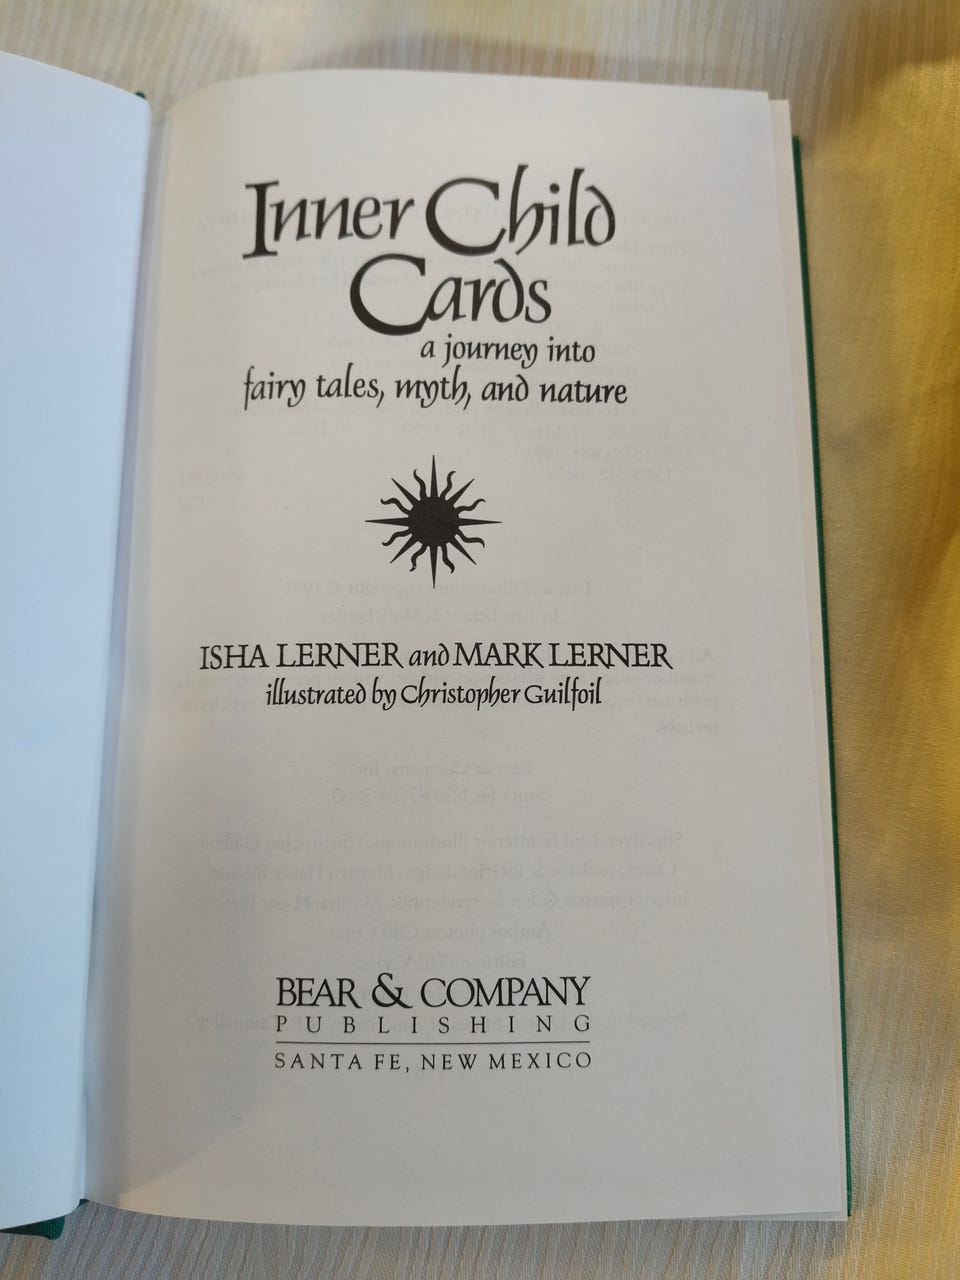 Inner Child
Cards
a journey into
fairy tales, myth, and nature
ISHA LERNER and MARK LERNER
illustrated by Christopher Guilfoil
BEAR & COMPANY
PUBLISHING
SANTA FE, NEW MEXICO